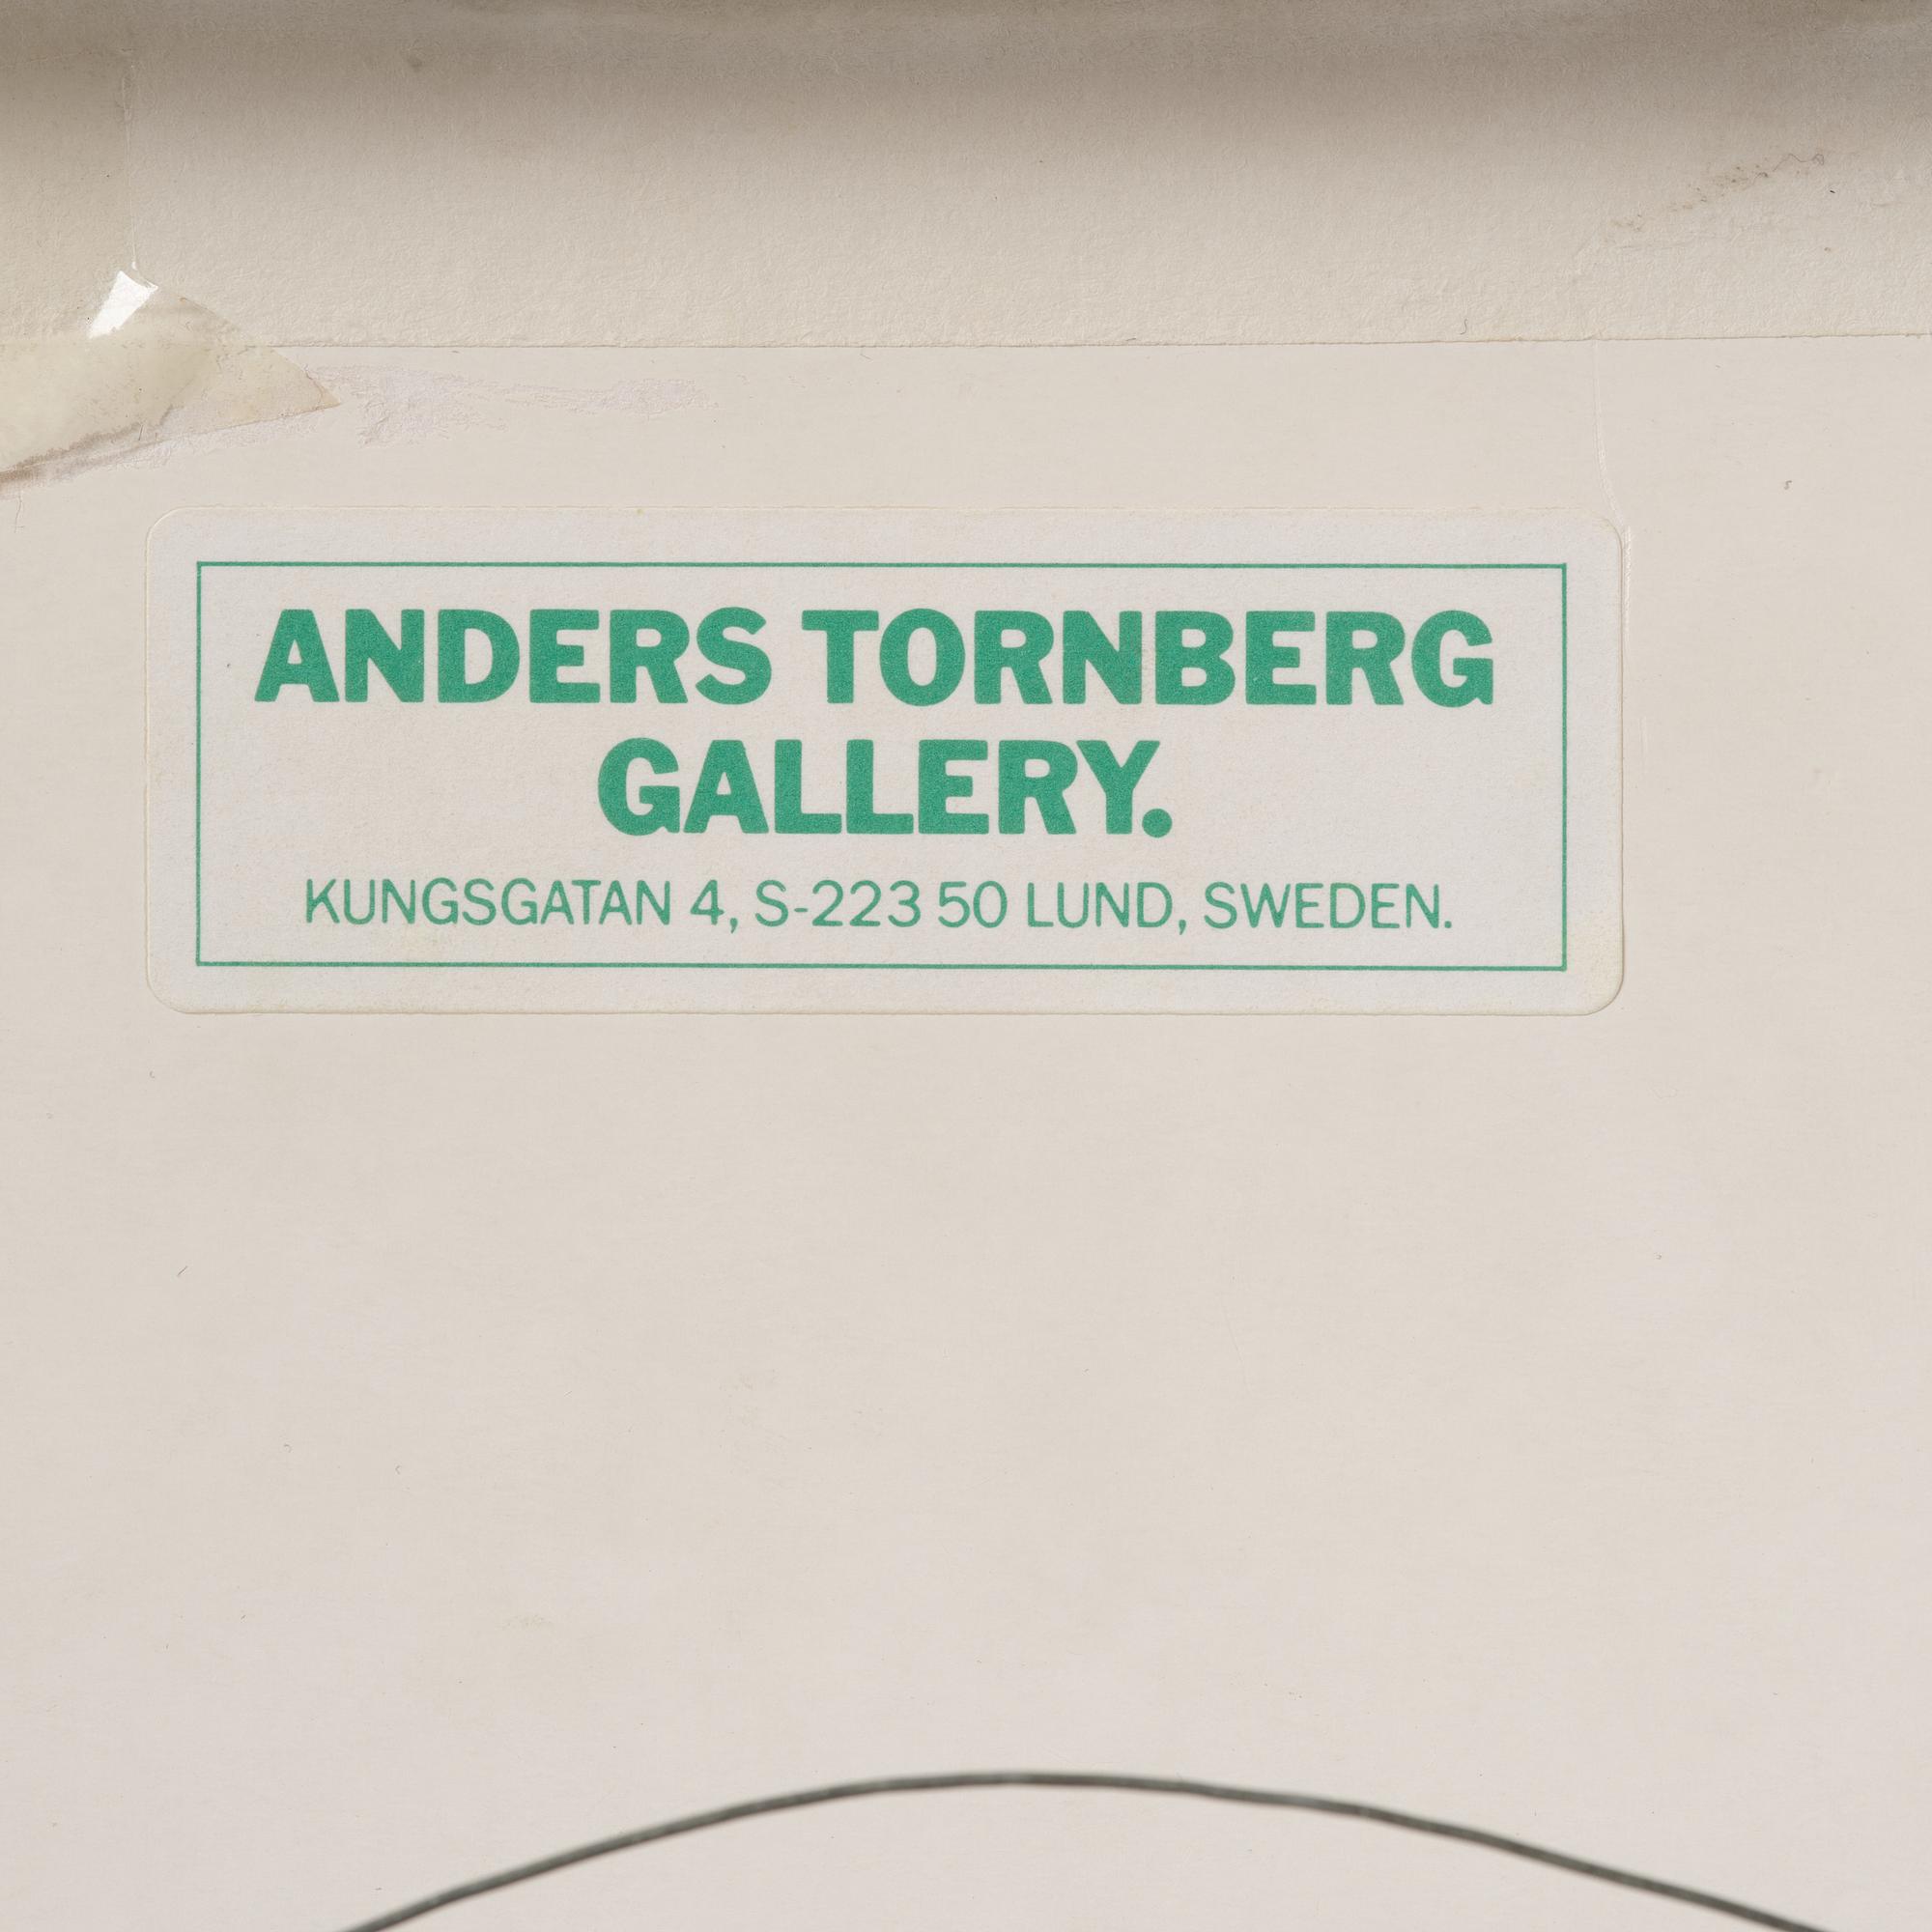 ANDERS TORNBERG
GALLERY.
KUNGSGATAN 4, S-223 50 LUND, SWEDEN.